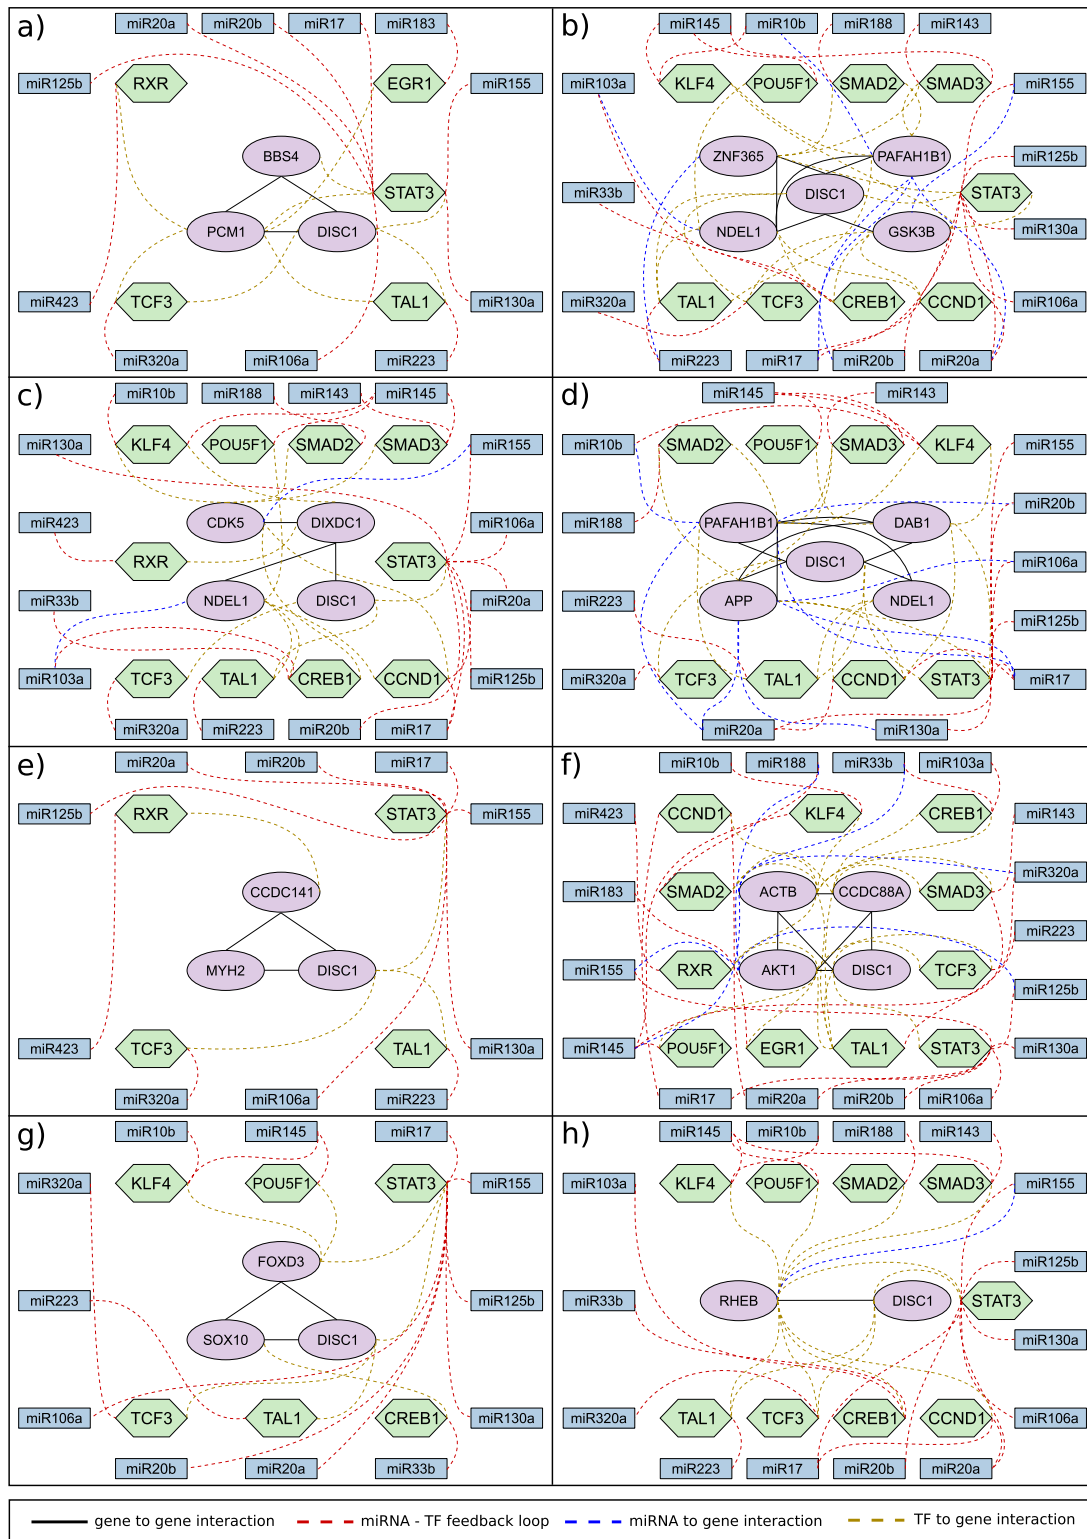 a)
miR20a miR20b miR17 miR183
miR125b RXR EGR1 miR155
BBS4
STAT3
PCM1 DISC1
miR423 TCF3 TAL1 miR130a
miR320a miR106a miR223
b)
miR145 miR10b miR188 miR143
miR103a KLF4 POU5F1 SMAD2 SMAD3 miR155
ZNF365 PAFAH1B1 miR125b
miR33b DISC1 STAT3
NDEL1 GSK3B miR130a
miR320a TAL1 TCF3 CREB1 CCND1 miR106a
miR223 miR17 miR20b miR20a
c)
miR10b miR188 miR143 miR145
miR130a KLF4 POU5F1 SMAD2 SMAD3 miR155
miR423 CDK5 DIXDC1 miR106a
RXR STAT3
miR33b NDEL1 DISC1 miR20a
miR103a TCF3 TAL1 CREB1 CCND1 miR125b
miR320a miR223 miR20b miR17
d)
miR145 miR143
miR10b SMAD2 POU5F1 SMAD3 KLF4 miR155
miR20b
miR188 PAFAH1B1 DAB1
DISC1 miR106a
miR223 APP NDEL1
miR125b
miR320a TCF3 TAL1 CCND1 STAT3 miR17
miR20a miR130a
e)
miR20a miR20b miR17
miR125b RXR STAT3 miR155
CCDC141
MYH2 DISC1
miR423 TCF3 TAL1 miR130a
miR320a miR106a miR223
f)
miR10b miR188 miR33b miR103a
miR423 CCND1 KLF4 CREB1 miR143
miR320a
miR183 SMAD2 ACTB CCDC88A SMAD3
miR223
miR155 RXR AKT1 DISC1 TCF3
miR125b
miR145 POU5F1 EGR1 TAL1 STAT3 miR130a
miR17 miR20a miR20b miR106a
g)
miR10b miR145 miR17
miR320a KLF4 POU5F1 STAT3 miR155
FOXD3
miR223 miR125b
SOX10 DISC1
miR106a TCF3 TAL1 CREB1 miR130a
miR20b miR20a miR33b
h)
miR145 miR10b miR188 miR143
miR103a KLF4 POU5F1 SMAD2 SMAD3 miR155
miR125b
miR33b RHEB DISC1 STAT3
miR130a
miR320a TAL1 TCF3 CREB1 CCND1 miR106a
miR223 miR17 miR20b miR20a
gene to gene interaction miRNA - TF feedback loop miRNA to gene interaction TF to gene interaction